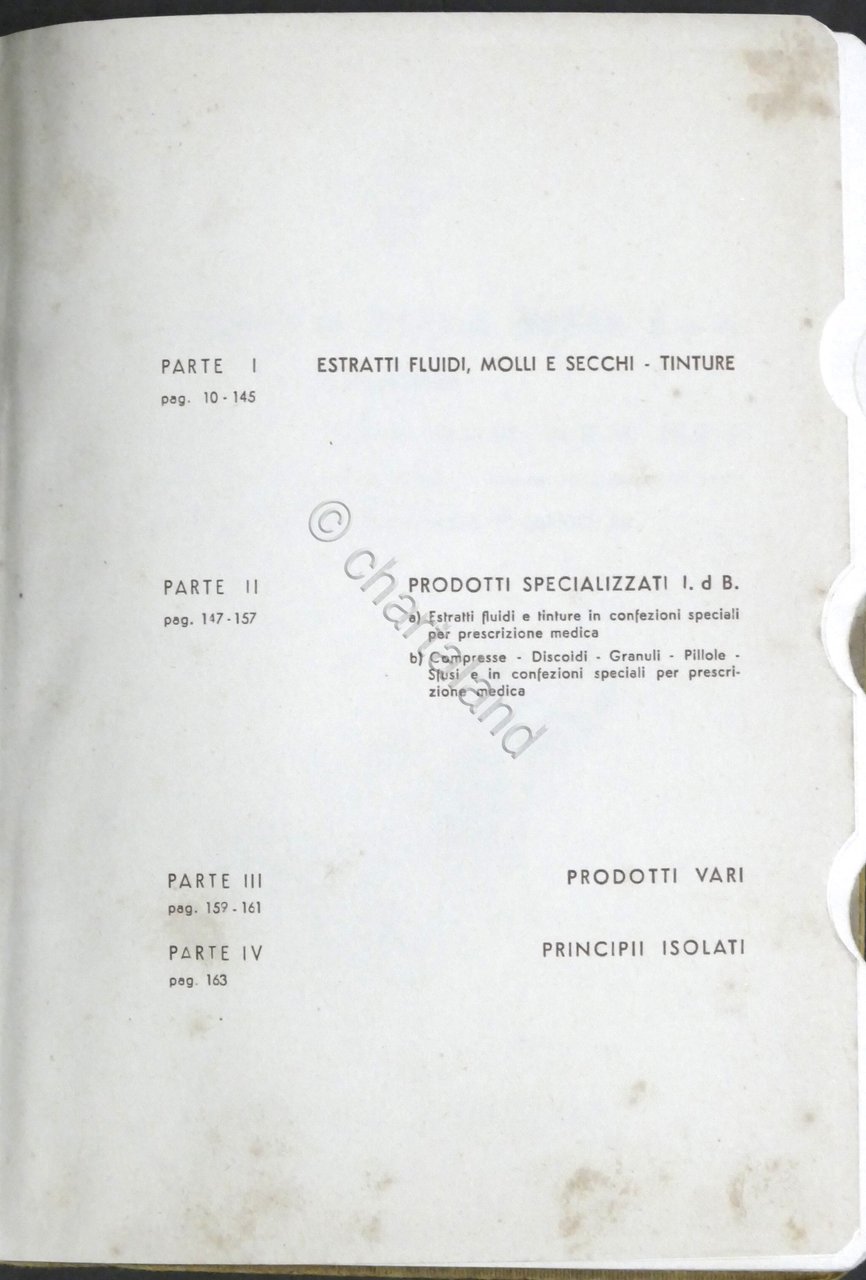 PARTE I ESTRATTI FLUIDI, MOLLI E SECCHI - TINTURE
pag. 10 - 145
PARTE II PRODOTTI SPECIALIZZATI I. d B.
pag. 147 - 157
a) Estratti fluidi e tinture in confezioni speciali
per prescrizione medica
b) Compresse - Discoidi - Granuli - Pillole -
Sfusi e in confezioni speciali per prescri-
zione medica
© chartaland
PARTE III PRODOTTI VARI
pag. 159 - 161
PARTE IV PRINCIPII ISOLATI
pag. 163